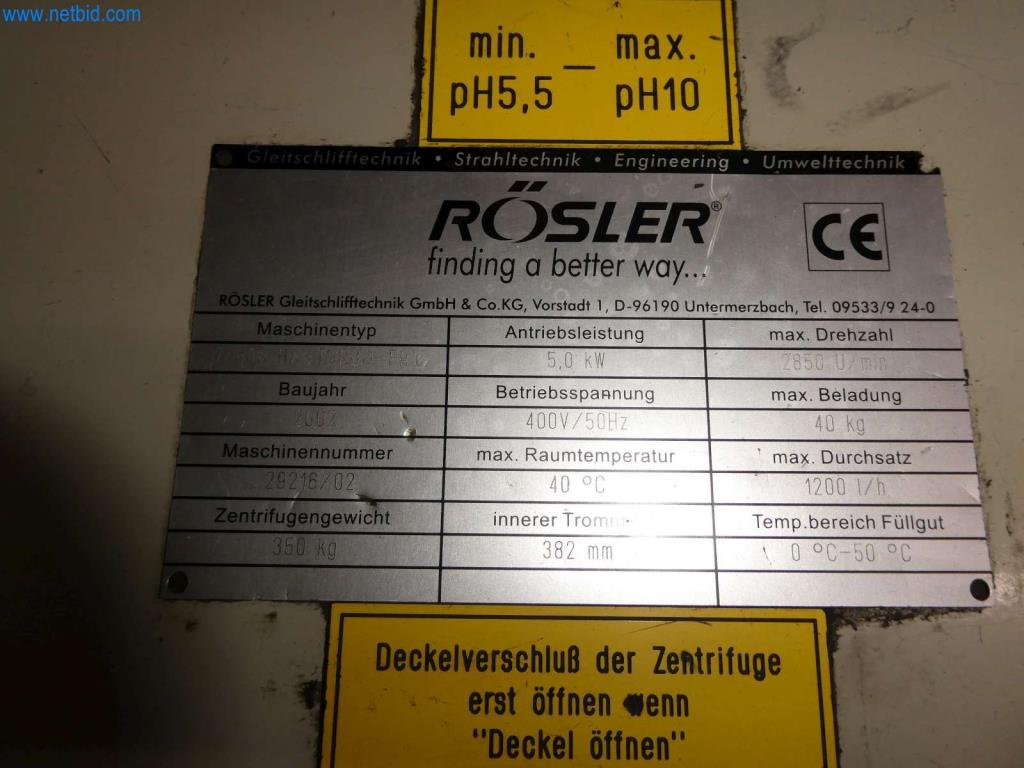 www.netbid.com
min. – max.
pH5,5 pH10
Gleitschlifftechnik • Strahltechnik • Engineering • Umwelttechnik
RÖSLER®
finding a better way...
CE
RÖSLER Gleitschlifftechnik GmbH & Co.KG, Vorstadt 1, D-96190 Untermerzbach, Tel. 09533/9 24-0
Maschinentyp Antriebsleistung max. Drehzahl
5,0 kW 2850 U/min
Baujahr Betriebsspannung max. Beladung
2002 400V/50Hz 40 kg
Maschinennummer max. Raumtemperatur max. Durchsatz
28216/02 40 °C 1200 l/h
Zentrifugengewicht innerer Temp.bereich Füllgut
350 kg 382 mm 0 °C-50 °C
Deckelverschluß der Zentrifuge
erst öffnen wenn
"Deckel öffnen"